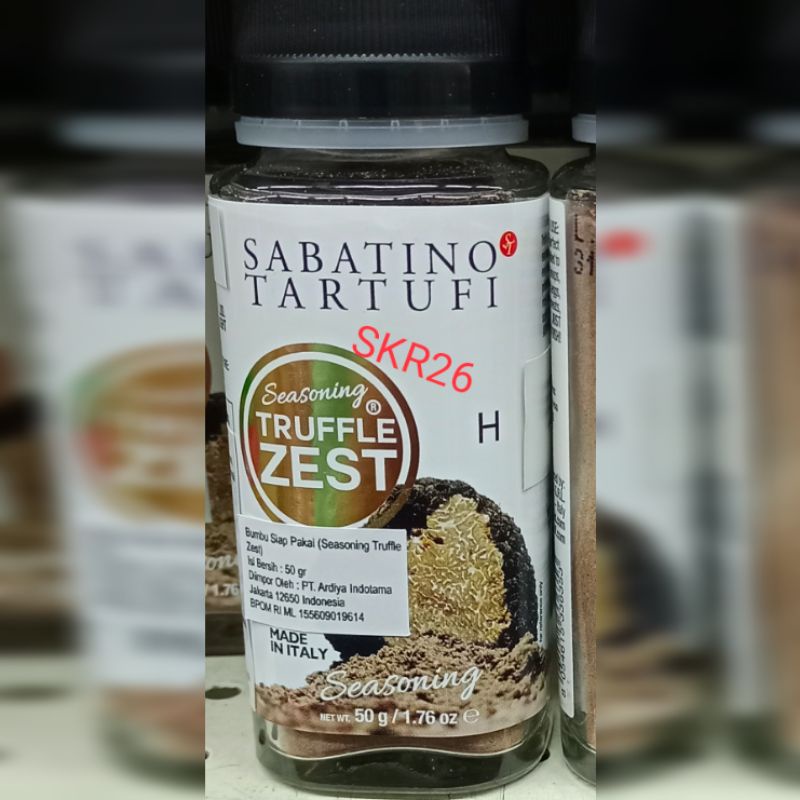 SABATINO
TARTUFI
SKR26
Seasoning
TRUFFLE®
ZEST
H
Bumbu Siap Pakai (Seasoning Truffle
Zest)
Isi Bersih : 50 gr
Diimpor Oleh : PT. Ardiya Indotama
Jakarta 12650 Indonesia
BPOM RI ML 155609019614
MADE
IN ITALY
Seasoning
NET WT. 50 g / 1.76 oz ℮